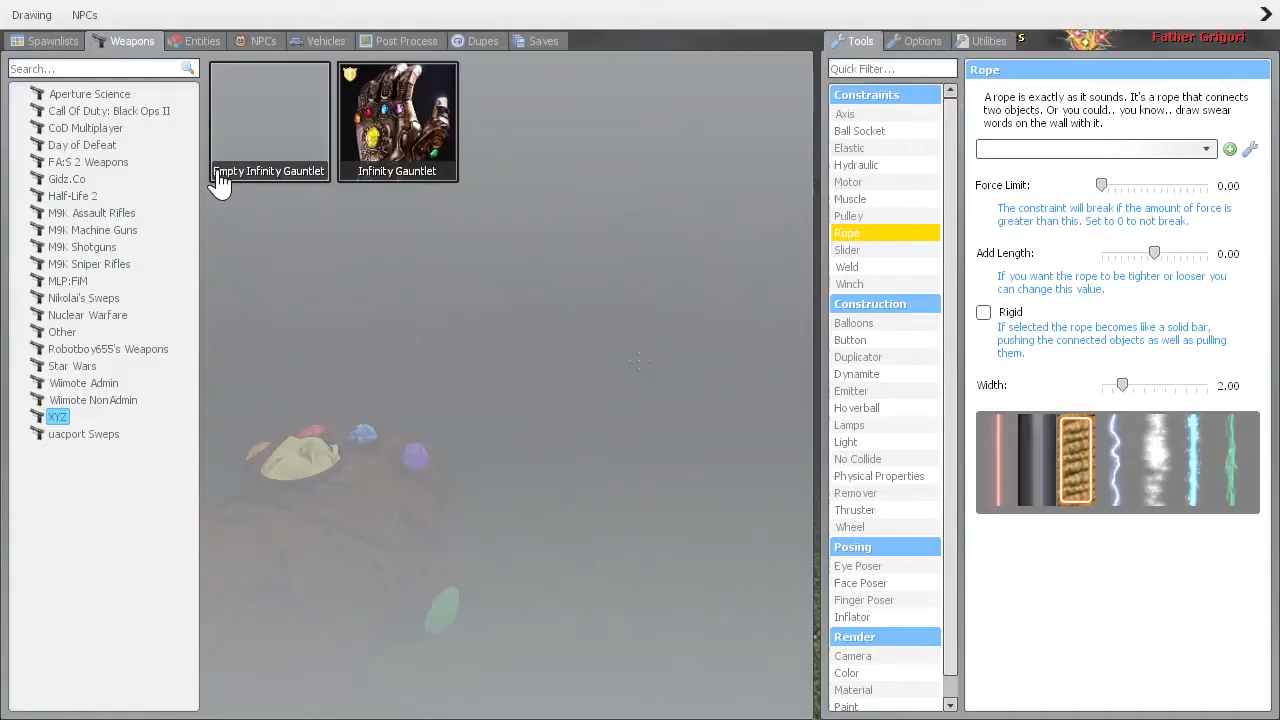 Drawing NPCs
Spawnlists Weapons Entities NPCs Vehicles Post Process Dupes Saves
Search...
Aperture Science
Call Of Duty: Black Ops II
CoD Multiplayer
Day of Defeat
FA:S 2 Weapons
Gidz.Co
Half-Life 2
M9K Assault Rifles
M9K Machine Guns
M9K Shotguns
M9K Sniper Rifles
MLP:FiM
Nikolai's Sweps
Nuclear Warfare
Other
Robotboy655's Weapons
Star Wars
Wiimote Admin
Wiimote NonAdmin
XYZ
uacport Sweps
Empty Infinity Gauntlet
Infinity Gauntlet
Tools Options Utilities
s
Father Grigori
Quick Filter...
Constraints
Axis
Ball Socket
Elastic
Hydraulic
Motor
Muscle
Pulley
Rope
Slider
Weld
Winch
Construction
Balloons
Button
Duplicator
Dynamite
Emitter
Hoverball
Lamps
Light
No Collide
Physical Properties
Remover
Thruster
Wheel
Posing
Eye Poser
Face Poser
Finger Poser
Inflator
Render
Camera
Color
Material
Paint
Rope
A rope is exactly as it sounds. It's a rope that connects
two objects. Or you could.. you know.. draw swear
words on the wall with it.
Force Limit: 0.00
The constraint will break if the amount of force is
greater than this. Set to 0 to not break.
Add Length: 0.00
If you want the rope to be tighter or looser you
can change this value.
Rigid
If selected the rope becomes like a solid bar,
pushing the connected objects as well as pulling
them.
Width: 2.00